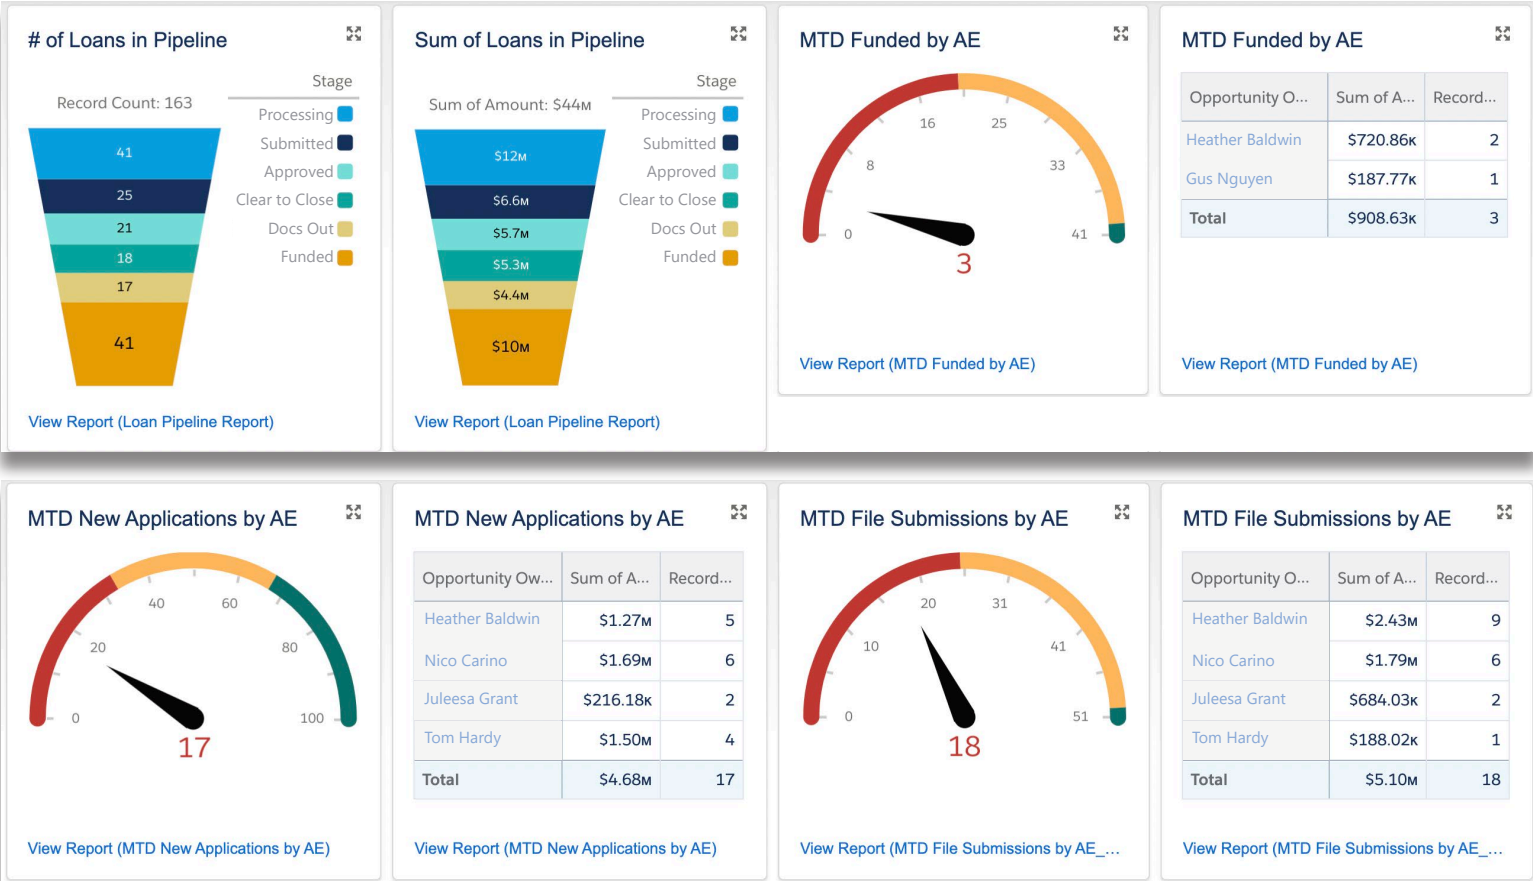 # of Loans in Pipeline
Record Count: 163
Stage
Processing
Submitted
Approved
Clear to Close
Docs Out
Funded
41
25
21
18
17
41
View Report (Loan Pipeline Report)
Sum of Loans in Pipeline
Sum of Amount: $44M
Stage
Processing
Submitted
Approved
Clear to Close
Docs Out
Funded
$12M
$6.6M
$5.7M
$5.3M
$4.4M
$10M
View Report (Loan Pipeline Report)
MTD Funded by AE
0
8
16
25
33
41
3
View Report (MTD Funded by AE)
MTD Funded by AE
Opportunity O... Sum of A... Record...
Heather Baldwin $720.86K 2
Gus Nguyen $187.77K 1
Total $908.63K 3
View Report (MTD Funded by AE)
MTD New Applications by AE
0
20
40
60
80
100
17
View Report (MTD New Applications by AE)
MTD New Applications by AE
Opportunity Ow... Sum of A... Record...
Heather Baldwin $1.27M 5
Nico Carino $1.69M 6
Juleesa Grant $216.18K 2
Tom Hardy $1.50M 4
Total $4.68M 17
View Report (MTD New Applications by AE)
MTD File Submissions by AE
0
10
20
31
41
51
18
View Report (MTD File Submissions by AE_...
MTD File Submissions by AE
Opportunity O... Sum of A... Record...
Heather Baldwin $2.43M 9
Nico Carino $1.79M 6
Juleesa Grant $684.03K 2
Tom Hardy $188.02K 1
Total $5.10M 18
View Report (MTD File Submissions by AE_...